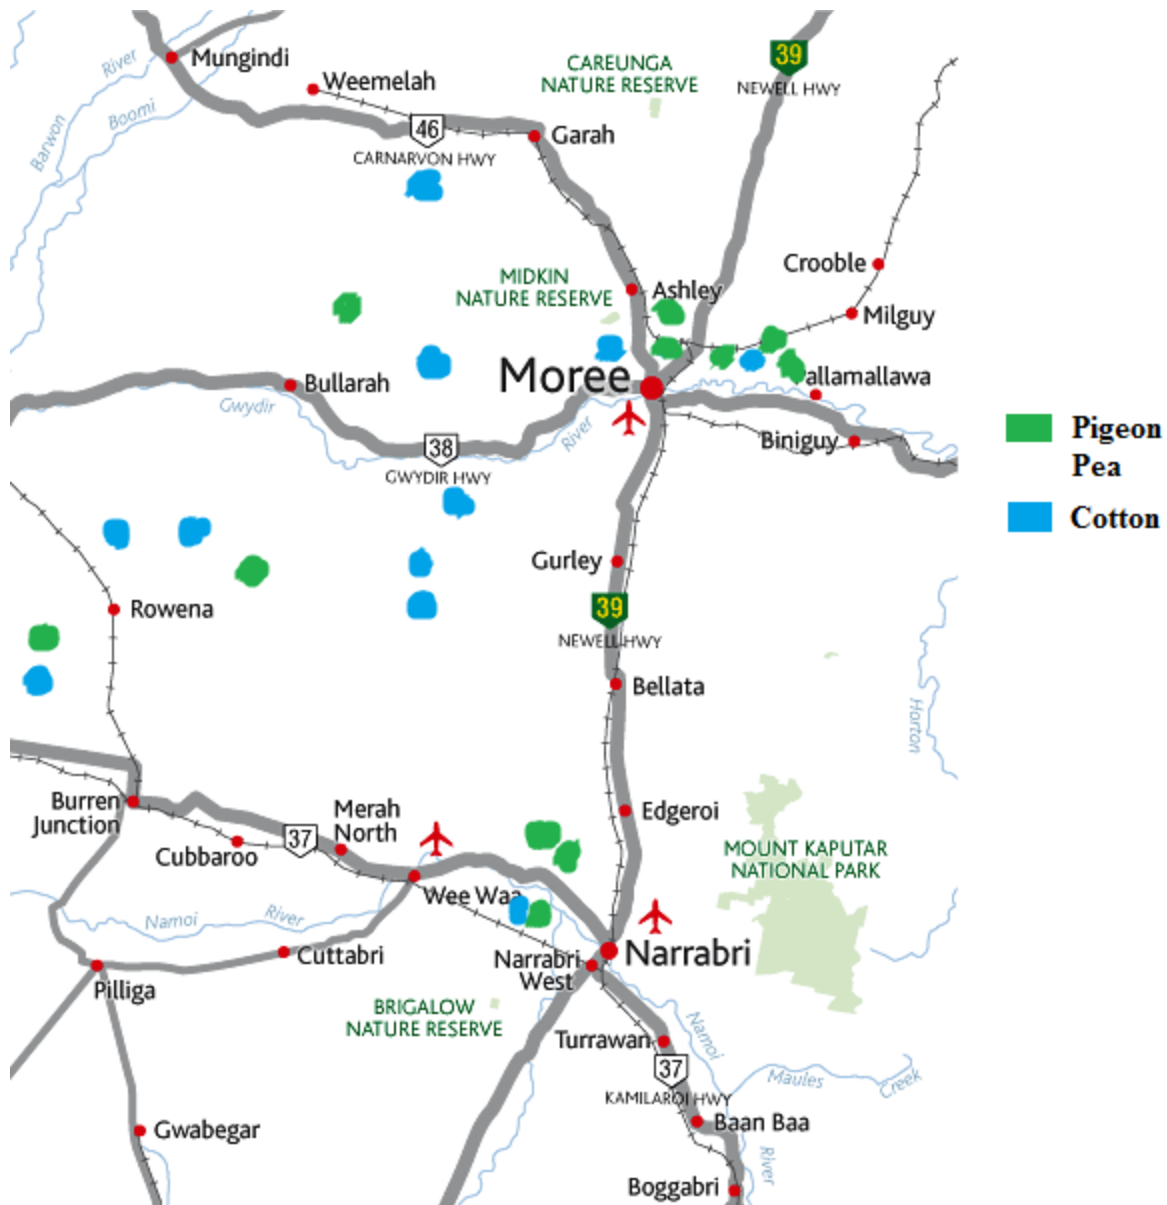 Mungindi
River
Barwon
Boomi
Weemelah
46
CARNARVON HWY
Garah
CAREUNGA
NATURE RESERVE
39
NEWELL HWY
Crooble
Milguy
MIDKIN
NATURE RESERVE
Ashley
Moree
allamallawa
Biniguy
Bullarah
Gwydir
River
38
GWYDIR HWY
Pigeon
Pea
Cotton
Gurley
39
NEWELL HWY
Rowena
Bellata
Horton
Edgeroi
MOUNT KAPUTAR
NATIONAL PARK
Burren
Junction
Cubbaroo
37
Merah
North
Wee Waa
Namoi
River
Cuttabri
Pilliga
Narrabri
Narrabri
West
BRIGALOW
NATURE RESERVE
Turrawan
Namoi
37
KAMILAROI HWY
Maules
Creek
Baan Baa
River
Gwabegar
Boggabri